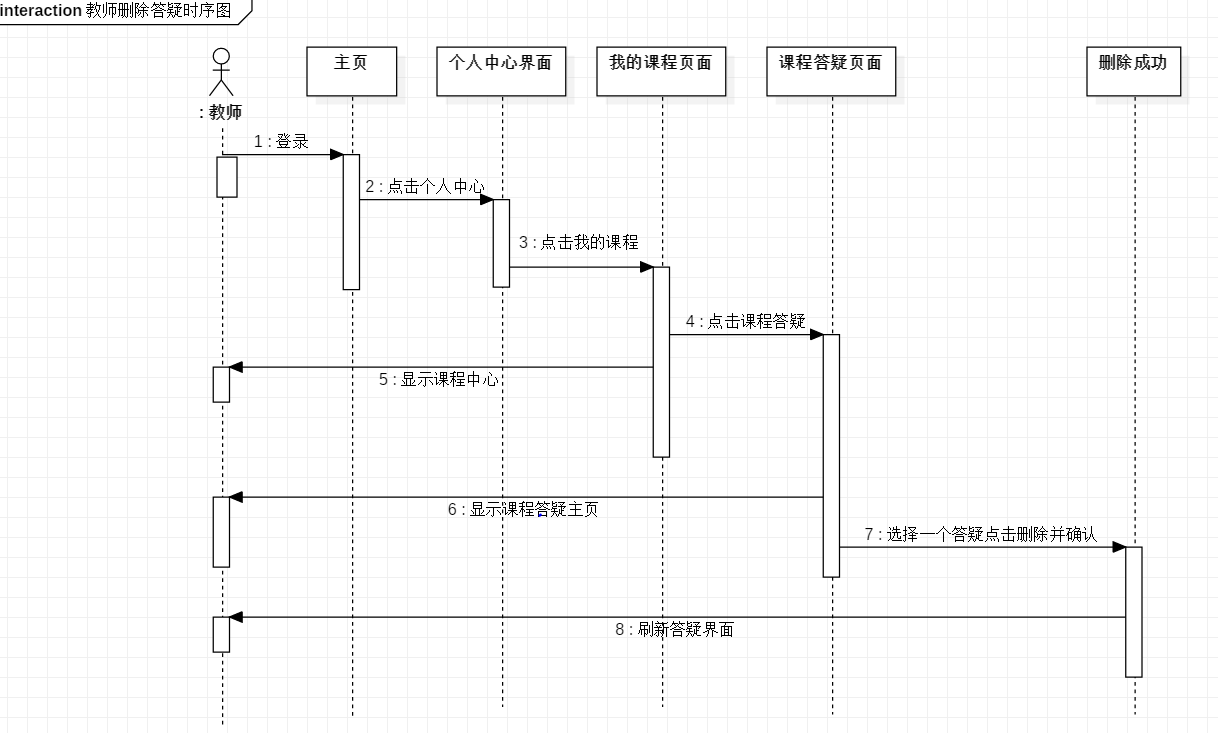 interaction 教师删除答疑时序图
主页
个人中心界面
我的课程页面
课程答疑页面
删除成功
: 教师
1 : 登录
2 : 点击个人中心
3 : 点击我的课程
4 : 点击课程答疑
5 : 显示课程中心
6 : 显示课程答疑主页
7 : 选择一个答疑点击删除并确认
8 : 刷新答疑界面